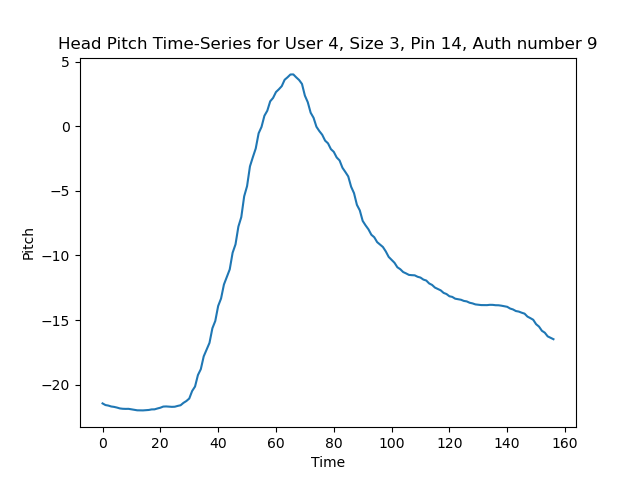 Head Pitch Time-Series for User 4, Size 3, Pin 14, Auth number 9
5
0
−5
−10
−15
−20
Pitch
0 20 40 60 80 100 120 140 160
Time